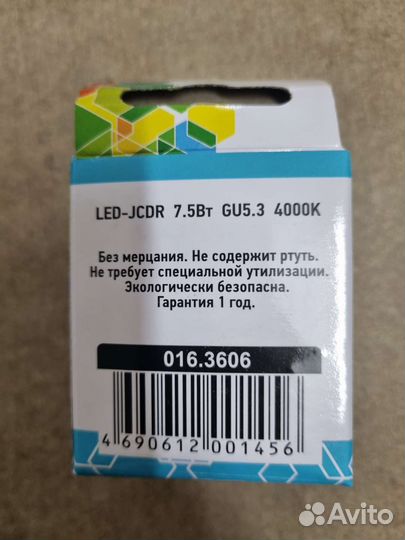 LED-JCDR 7.5Вт GU5.3 4000K
Без мерцания. Не содержит ртуть.
Не требует специальной утилизации.
Экологически безопасна.
Гарантия 1 год.
016.3606
4 690612 001456
Avito